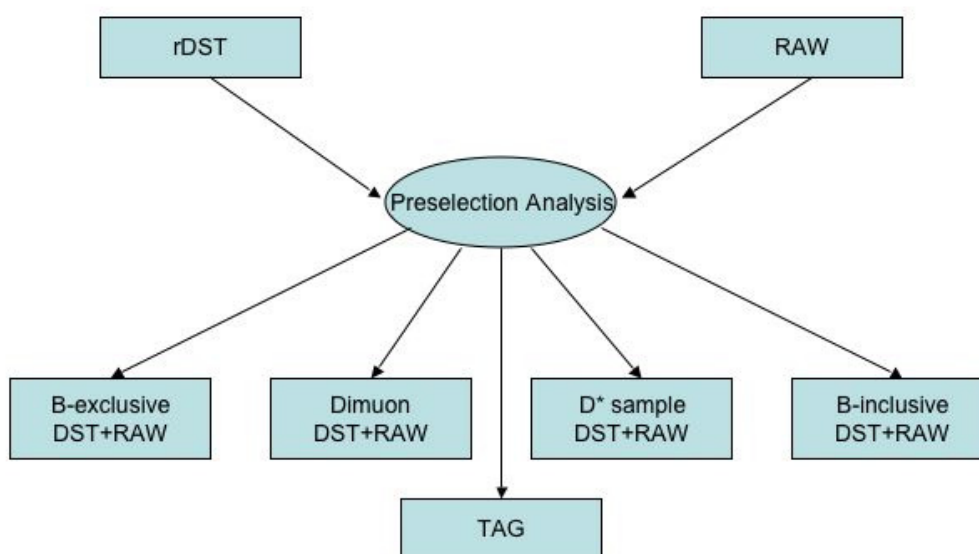 rDST
RAW
Preselection Analysis
B-exclusive
DST+RAW
Dimuon
DST+RAW
D* sample
DST+RAW
B-inclusive
DST+RAW
TAG